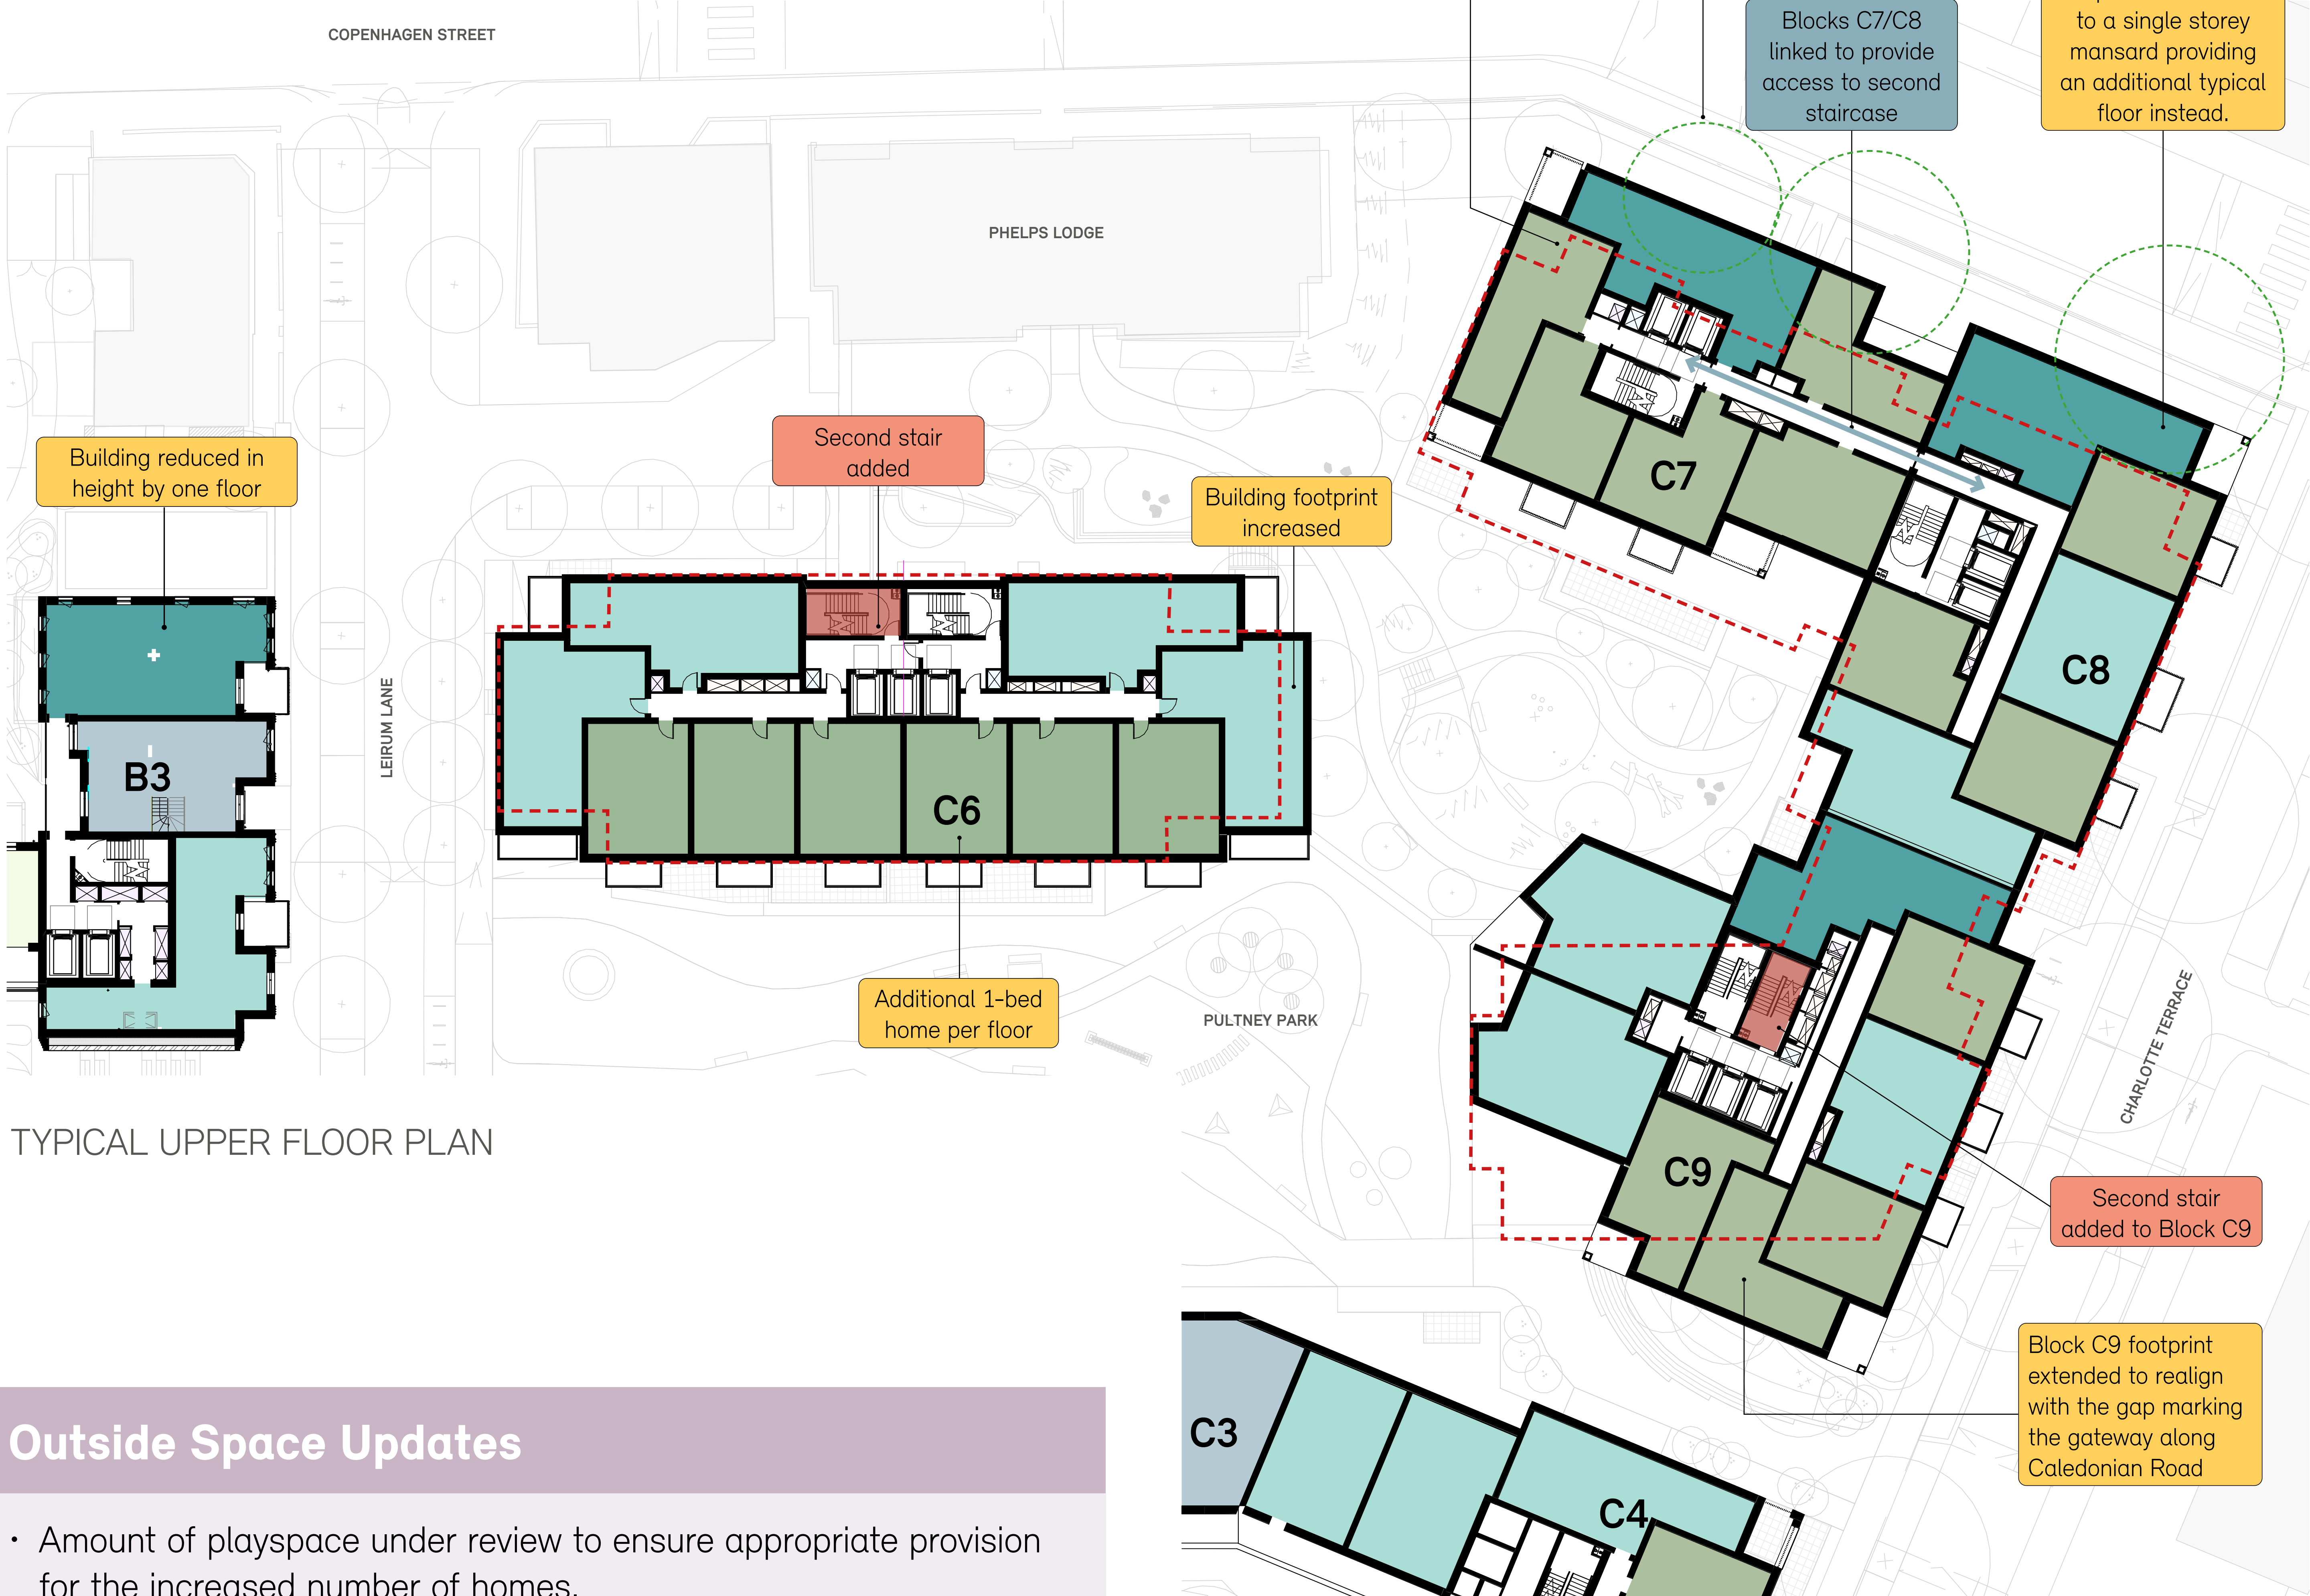 COPENHAGEN STREET
Blocks C7/C8
linked to provide
access to second
staircase
to a single storey
mansard providing
an additional typical
floor instead.
PHELPS LODGE
Building reduced in
height by one floor
Second stair
added
Building footprint
increased
C7
C8
B3
LEIRUM LANE
C6
Additional 1-bed
home per floor
PULTNEY PARK
CHARLOTTE TERRACE
TYPICAL UPPER FLOOR PLAN
C9
Second stair
added to Block C9
Block C9 footprint
extended to realign
with the gap marking
the gateway along
Caledonian Road
C3
C4
Outside Space Updates
• Amount of playspace under review to ensure appropriate provision
for the increased number of homes.